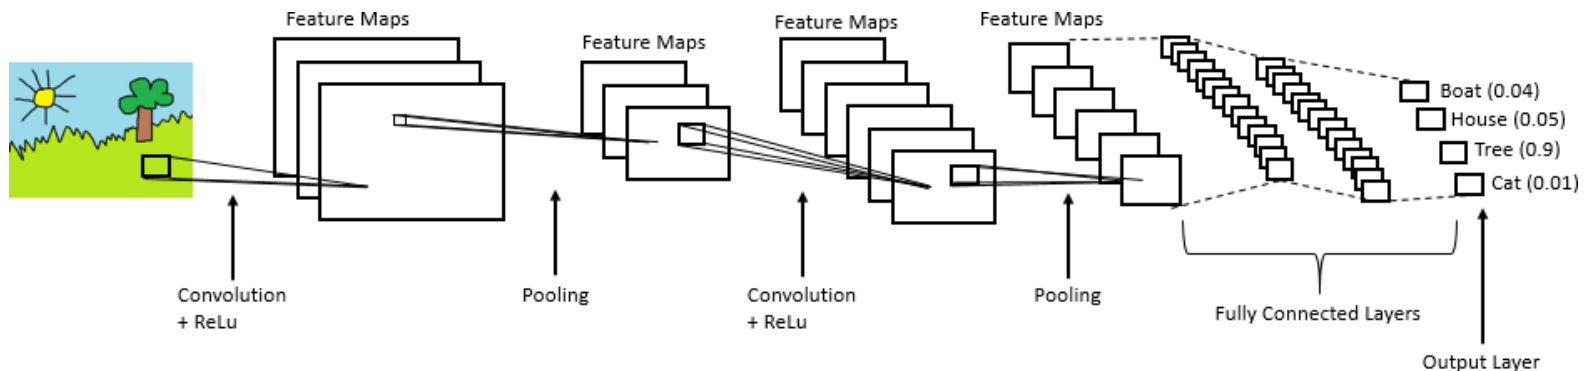 Feature Maps
Feature Maps
Feature Maps
Feature Maps
Boat (0.04)
House (0.05)
Tree (0.9)
Cat (0.01)
Convolution
+ ReLu
Pooling
Convolution
+ ReLu
Pooling
Fully Connected Layers
Output Layer